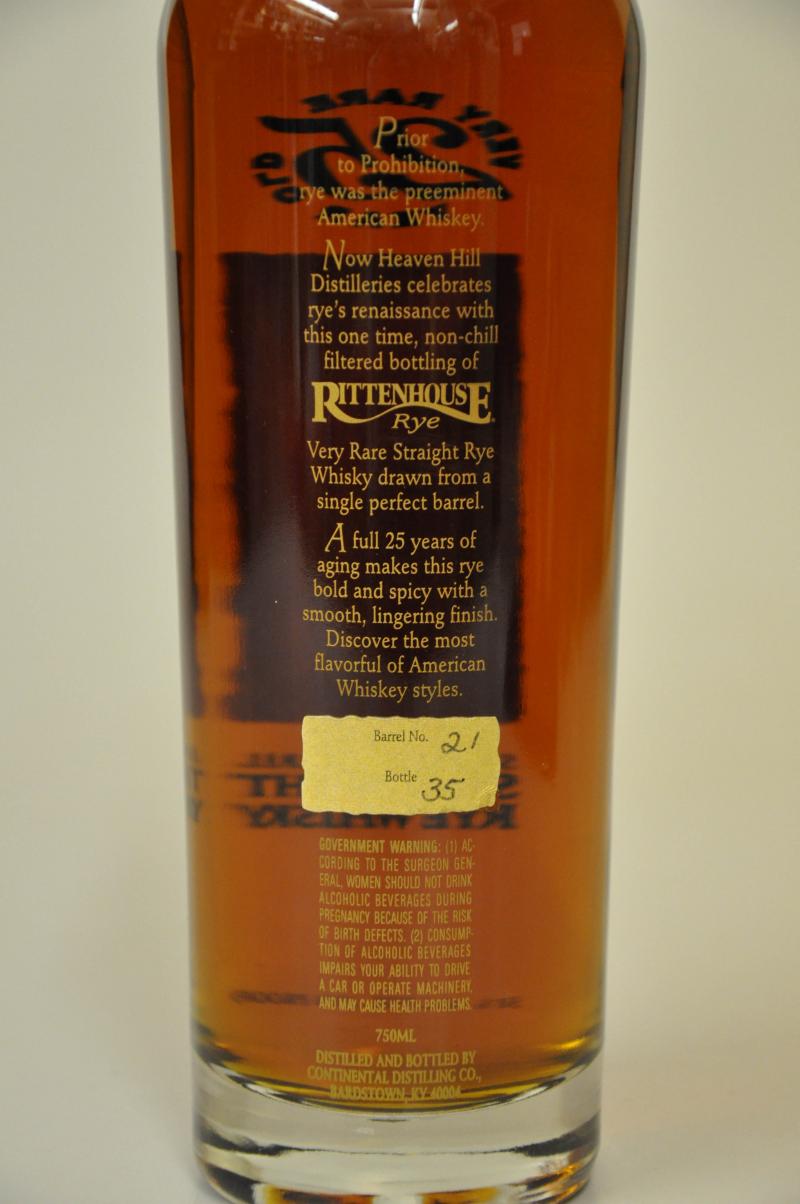 Prior
to Prohibition,
rye was the preeminent
American Whiskey.
Now Heaven Hill
Distilleries celebrates
rye's renaissance with
this one time, non-chill
filtered bottling of
RITTENHOUSE
Rye
Very Rare Straight Rye
Whisky drawn from a
single perfect barrel.
A full 25 years of
aging makes this rye
bold and spicy with a
smooth, lingering finish.
Discover the most
flavorful of American
Whiskey styles.
Barrel No. 21
Bottle 35
GOVERNMENT WARNING: (1) AC-
CORDING TO THE SURGEON GEN-
ERAL, WOMEN SHOULD NOT DRINK
ALCOHOLIC BEVERAGES DURING
PREGNANCY BECAUSE OF THE RISK
OF BIRTH DEFECTS. (2) CONSUMP-
TION OF ALCOHOLIC BEVERAGES
IMPAIRS YOUR ABILITY TO DRIVE
A CAR OR OPERATE MACHINERY,
AND MAY CAUSE HEALTH PROBLEMS.
750ML
DISTILLED AND BOTTLED BY
CONTINENTAL DISTILLING CO.,
BARDSTOWN, KY 40004